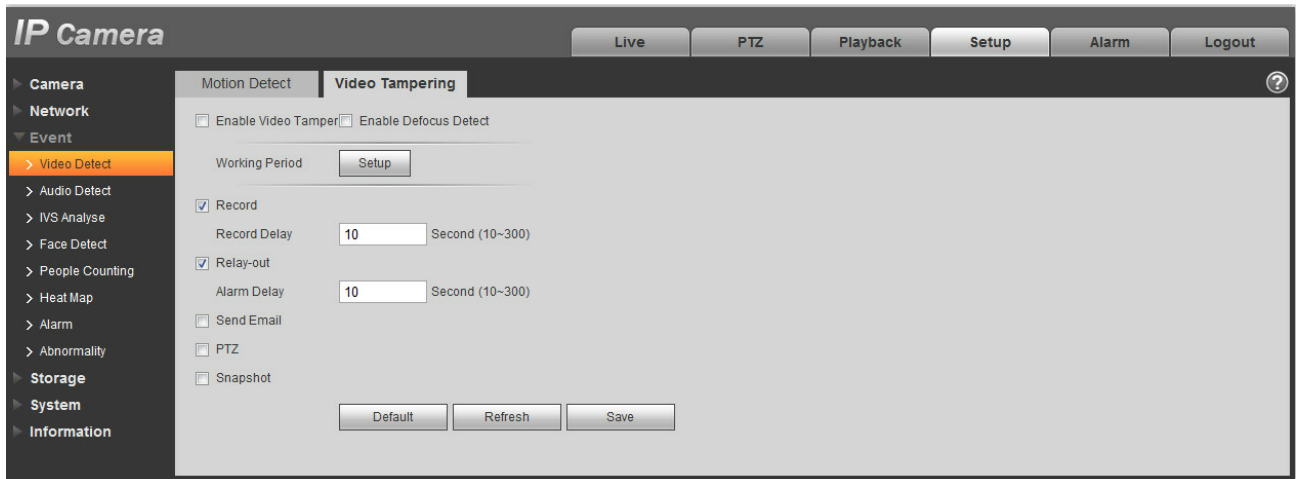 IP Camera
Live PTZ Playback Setup Alarm Logout
Camera
Network
Event
Video Detect
Audio Detect
IVS Analyse
Face Detect
People Counting
Heat Map
Alarm
Abnormality
Storage
System
Information
Motion Detect Video Tampering ?
Enable Video Tamper Enable Defocus Detect
Working Period Setup
Record
Record Delay 10 Second (10~300)
Relay-out
Alarm Delay 10 Second (10~300)
Send Email
PTZ
Snapshot
Default Refresh Save